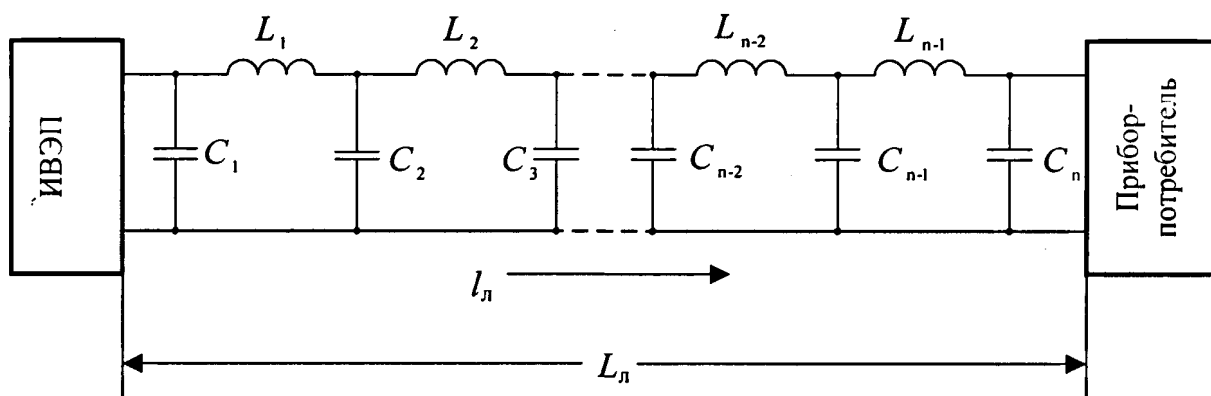 L₁
L₂
Lₙ₋₂
Lₙ₋₁
ИВЭП
C₁
C₂
C₃
Cₙ₋₂
Cₙ₋₁
Cₙ
Прибор-
потребитель
lл
Lл